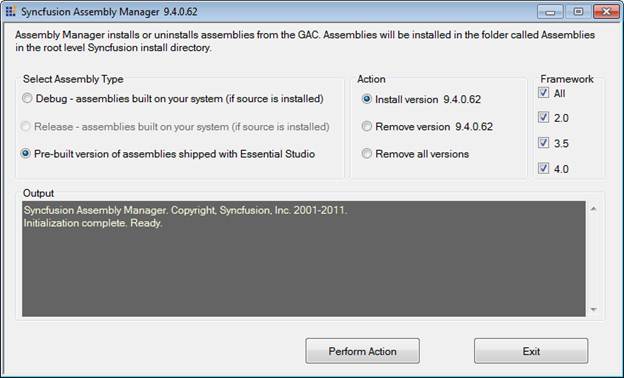 Syncfusion Assembly Manager 9.4.0.62
Assembly Manager installs or uninstalls assemblies from the GAC. Assemblies will be installed in the folder called Assemblies
in the root level Syncfusion install directory.
Select Assembly Type
Debug - assemblies built on your system (if source is installed)
Release - assemblies built on your system (if source is installed)
Pre-built version of assemblies shipped with Essential Studio
Action
Install version 9.4.0.62
Remove version 9.4.0.62
Remove all versions
Framework
All
2.0
3.5
4.0
Output
Syncfusion Assembly Manager. Copyright, Syncfusion, Inc. 2001-2011.
Initialization complete. Ready.
Perform Action
Exit